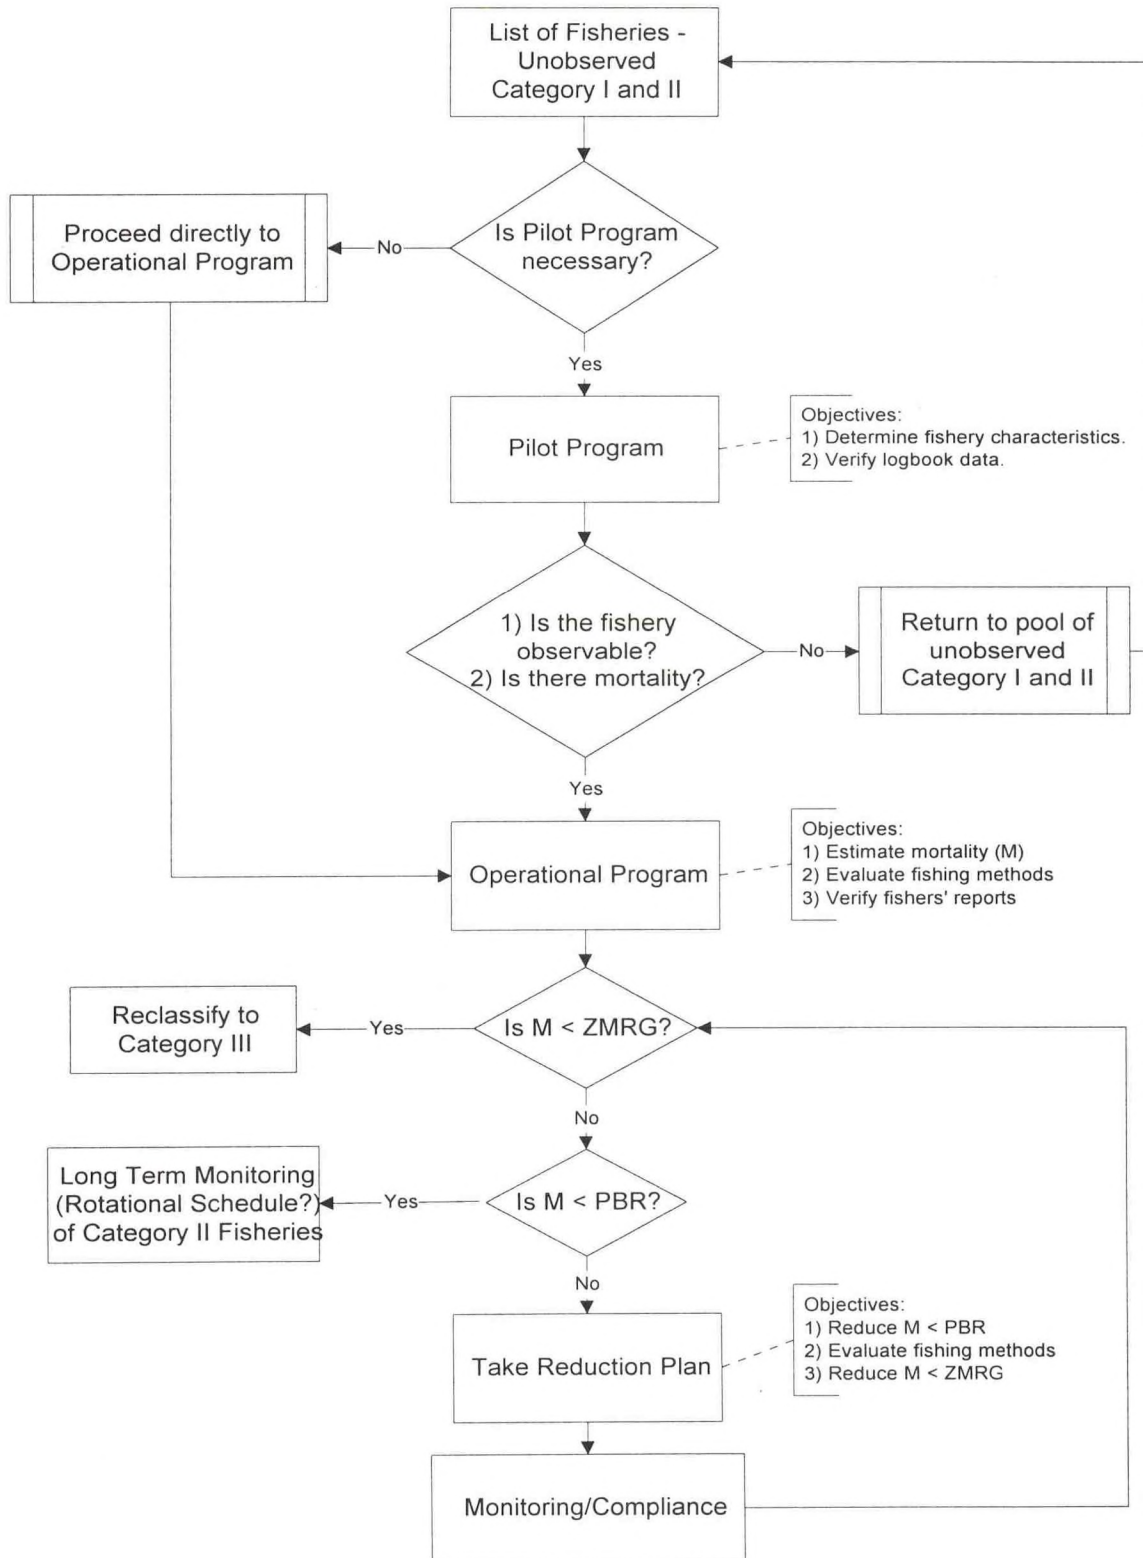 List of Fisheries -
Unobserved
Category I and II
Is Pilot Program
necessary?
No
Proceed directly to
Operational Program
Yes
Pilot Program
Objectives:
1) Determine fishery characteristics.
2) Verify logbook data.
1) Is the fishery
observable?
2) Is there mortality?
No
Return to pool of
unobserved
Category I and II
Yes
Operational Program
Objectives:
1) Estimate mortality (M)
2) Evaluate fishing methods
3) Verify fishers' reports
Is M < ZMRG?
Yes
Reclassify to
Category III
No
Is M < PBR?
Yes
Long Term Monitoring
(Rotational Schedule?)
of Category II Fisheries
No
Take Reduction Plan
Objectives:
1) Reduce M < PBR
2) Evaluate fishing methods
3) Reduce M < ZMRG
Monitoring/Compliance